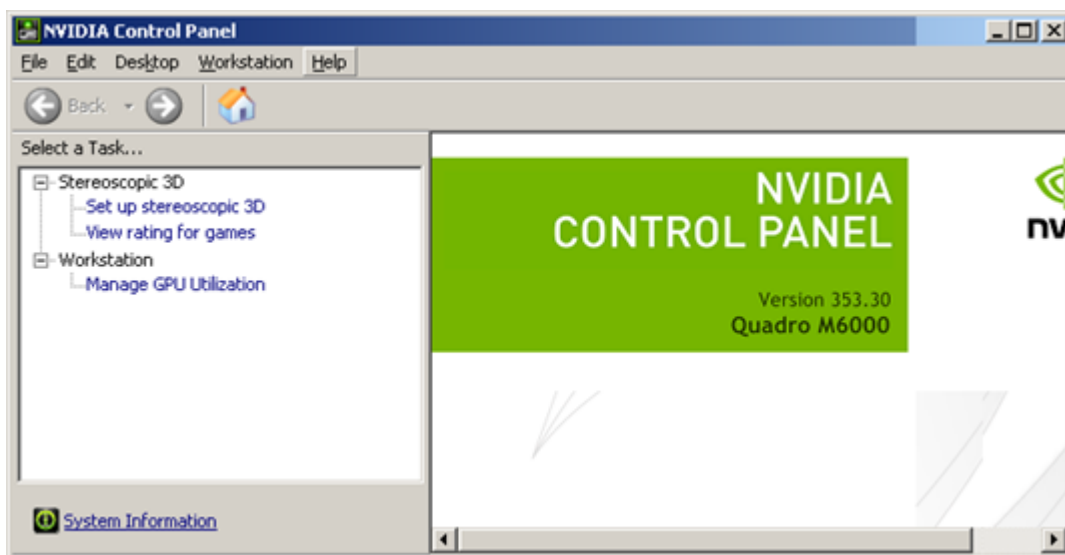 NVIDIA Control Panel
File Edit Desktop Workstation Help
Back
Select a Task...
Stereoscopic 3D
Set up stereoscopic 3D
View rating for games
Workstation
Manage GPU Utilization
System Information
NVIDIA
CONTROL PANEL
Version 353.30
Quadro M6000